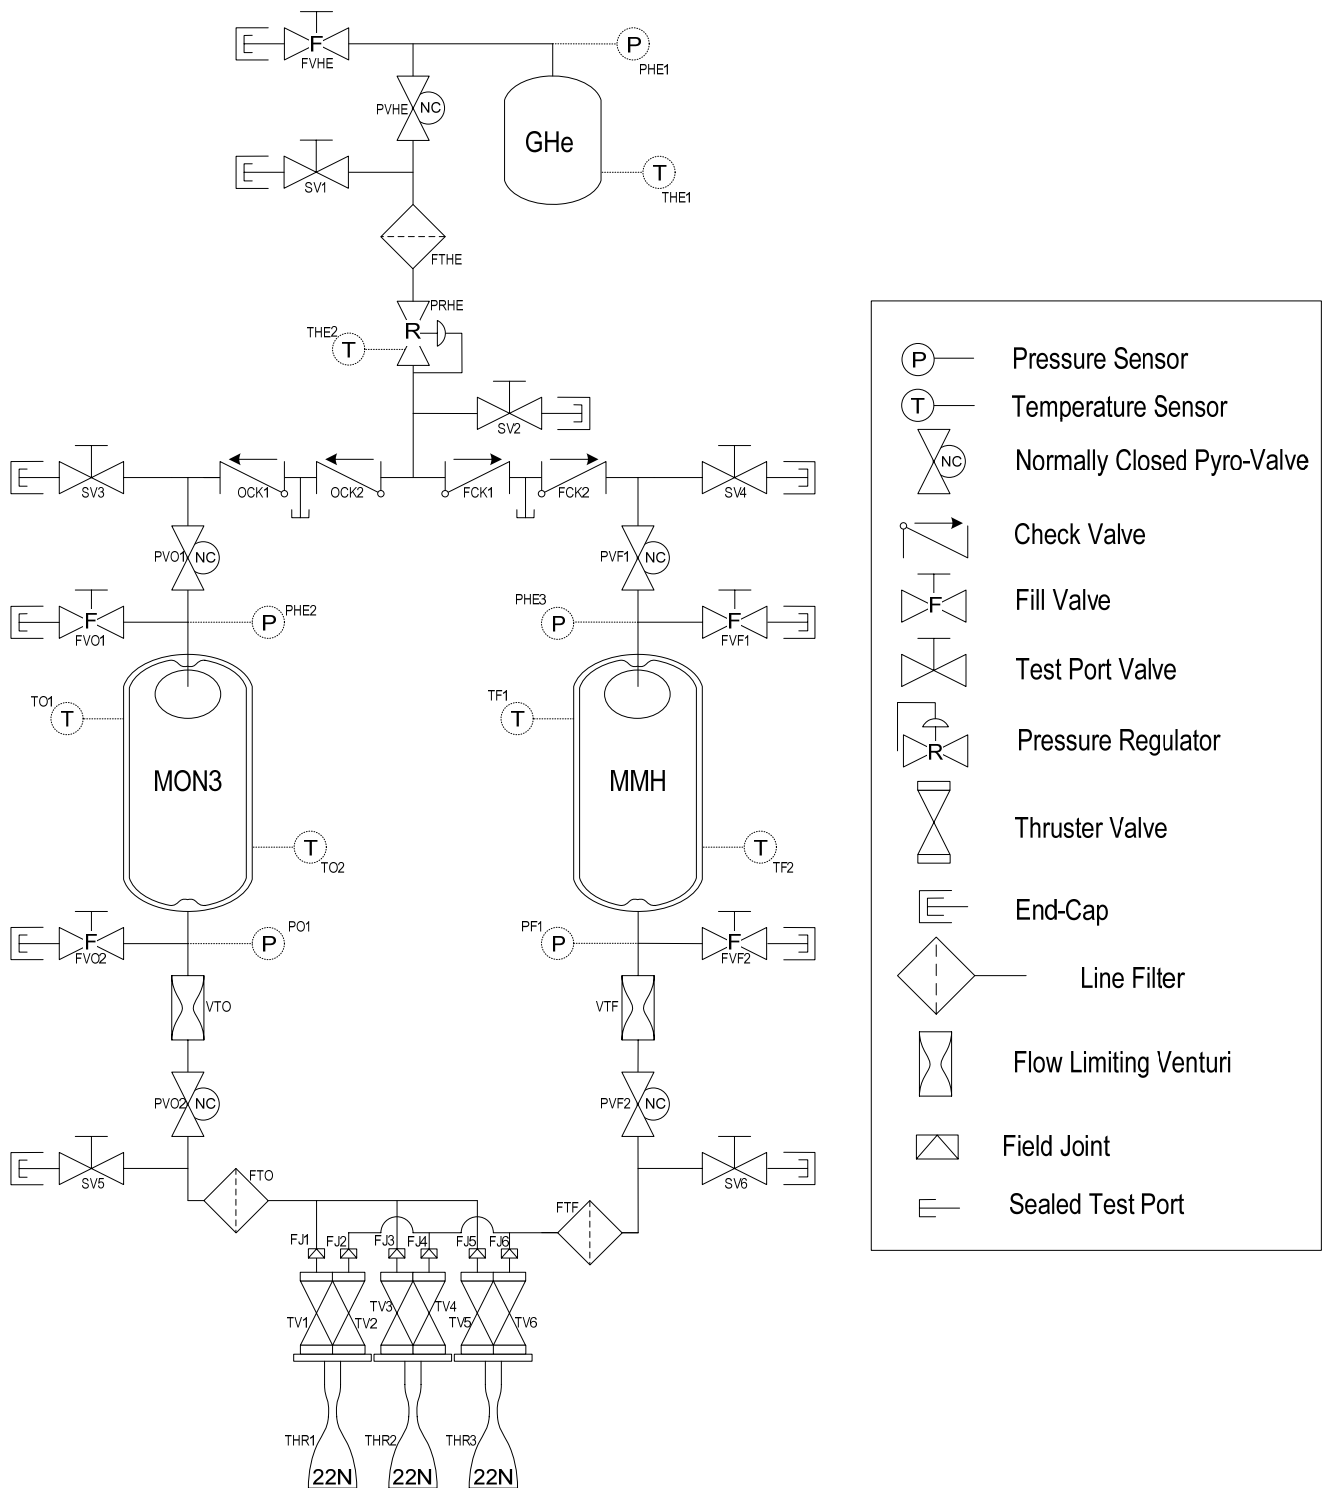 F
FVHE
P
PHE1
PVHE
NC
GHe
SV1
T
THE1
FTHE
PRHE
R
THE2
T
SV2
SV3
OCK1
OCK2
FCK1
FCK2
SV4
PVO1
NC
PVF1
NC
F
FVO1
P
PHE2
PHE3
P
F
FVF1
TO1
T
TF1
T
MON3
MMH
T
TO2
T
TF2
F
FVO2
P
PO1
PF1
P
F
FVF2
VTO
VTF
PVO2
NC
PVF2
NC
SV5
FTO
FTF
SV6
FJ1
FJ2
FJ3
FJ4
FJ5
FJ6
TV1
TV2
TV3
TV4
TV5
TV6
THR1
THR2
THR3
22N
22N
22N
P
Pressure Sensor
T
Temperature Sensor
NC
Normally Closed Pyro-Valve
Check Valve
F
Fill Valve
Test Port Valve
R
Pressure Regulator
Thruster Valve
End-Cap
Line Filter
Flow Limiting Venturi
Field Joint
Sealed Test Port